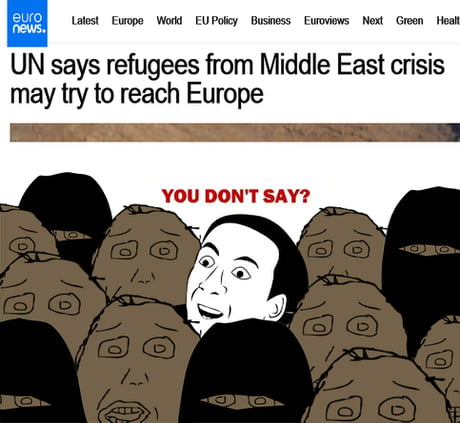 euro
news.
Latest Europe World EU Policy Business Euroviews Next Green Healt
UN says refugees from Middle East crisis
may try to reach Europe
YOU DON'T SAY?